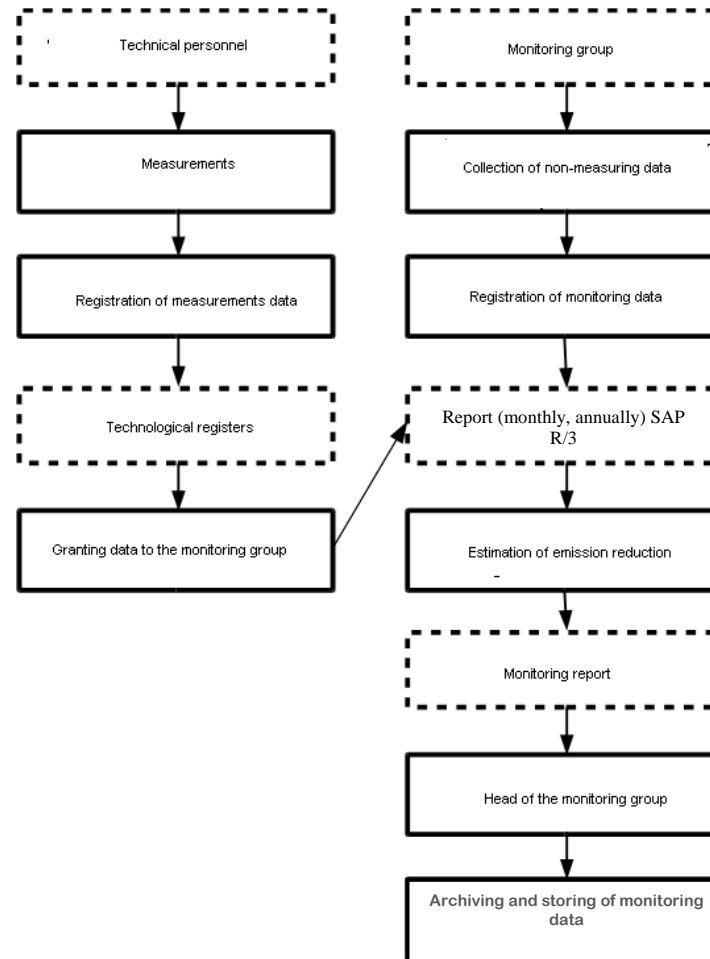 Technical personnel
Measurements
Registration of measurements data
Technological registers
Granting data to the monitoring group
Monitoring group
Collection of non-measuring data
Registration of monitoring data
Report (monthly, annually) SAP
R/3
Estimation of emission reduction
Monitoring report
Head of the monitoring group
Archiving and storing of monitoring
data